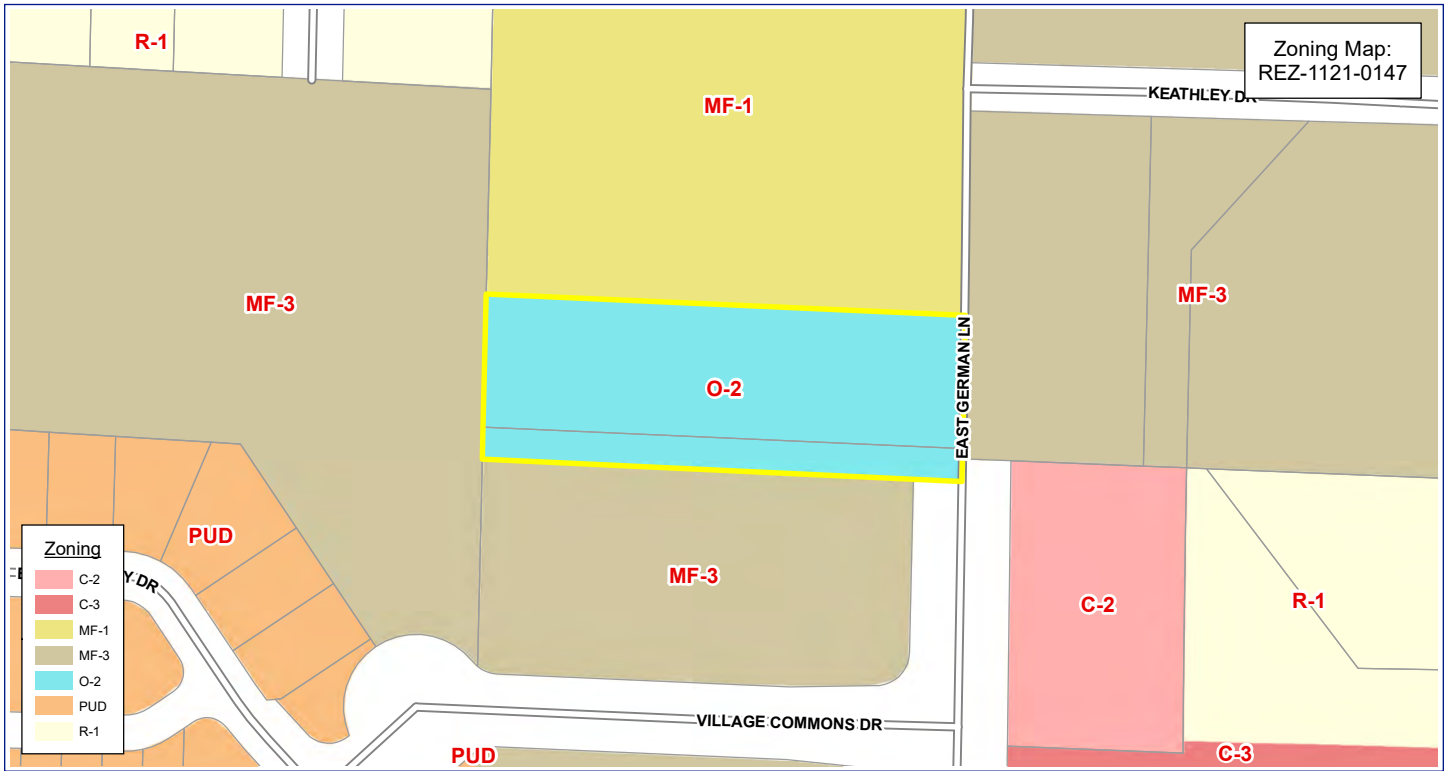 R-1
Zoning Map:
REZ-1121-0147
MF-1
KEATHLEY DR
MF-3
MF-3
O-2
EAST GERMAN LN
PUD
MF-3
C-2
R-1
Zoning
C-2
C-3
MF-1
MF-3
O-2
PUD
R-1
Y DR
VILLAGE COMMONS DR
PUD
C-3